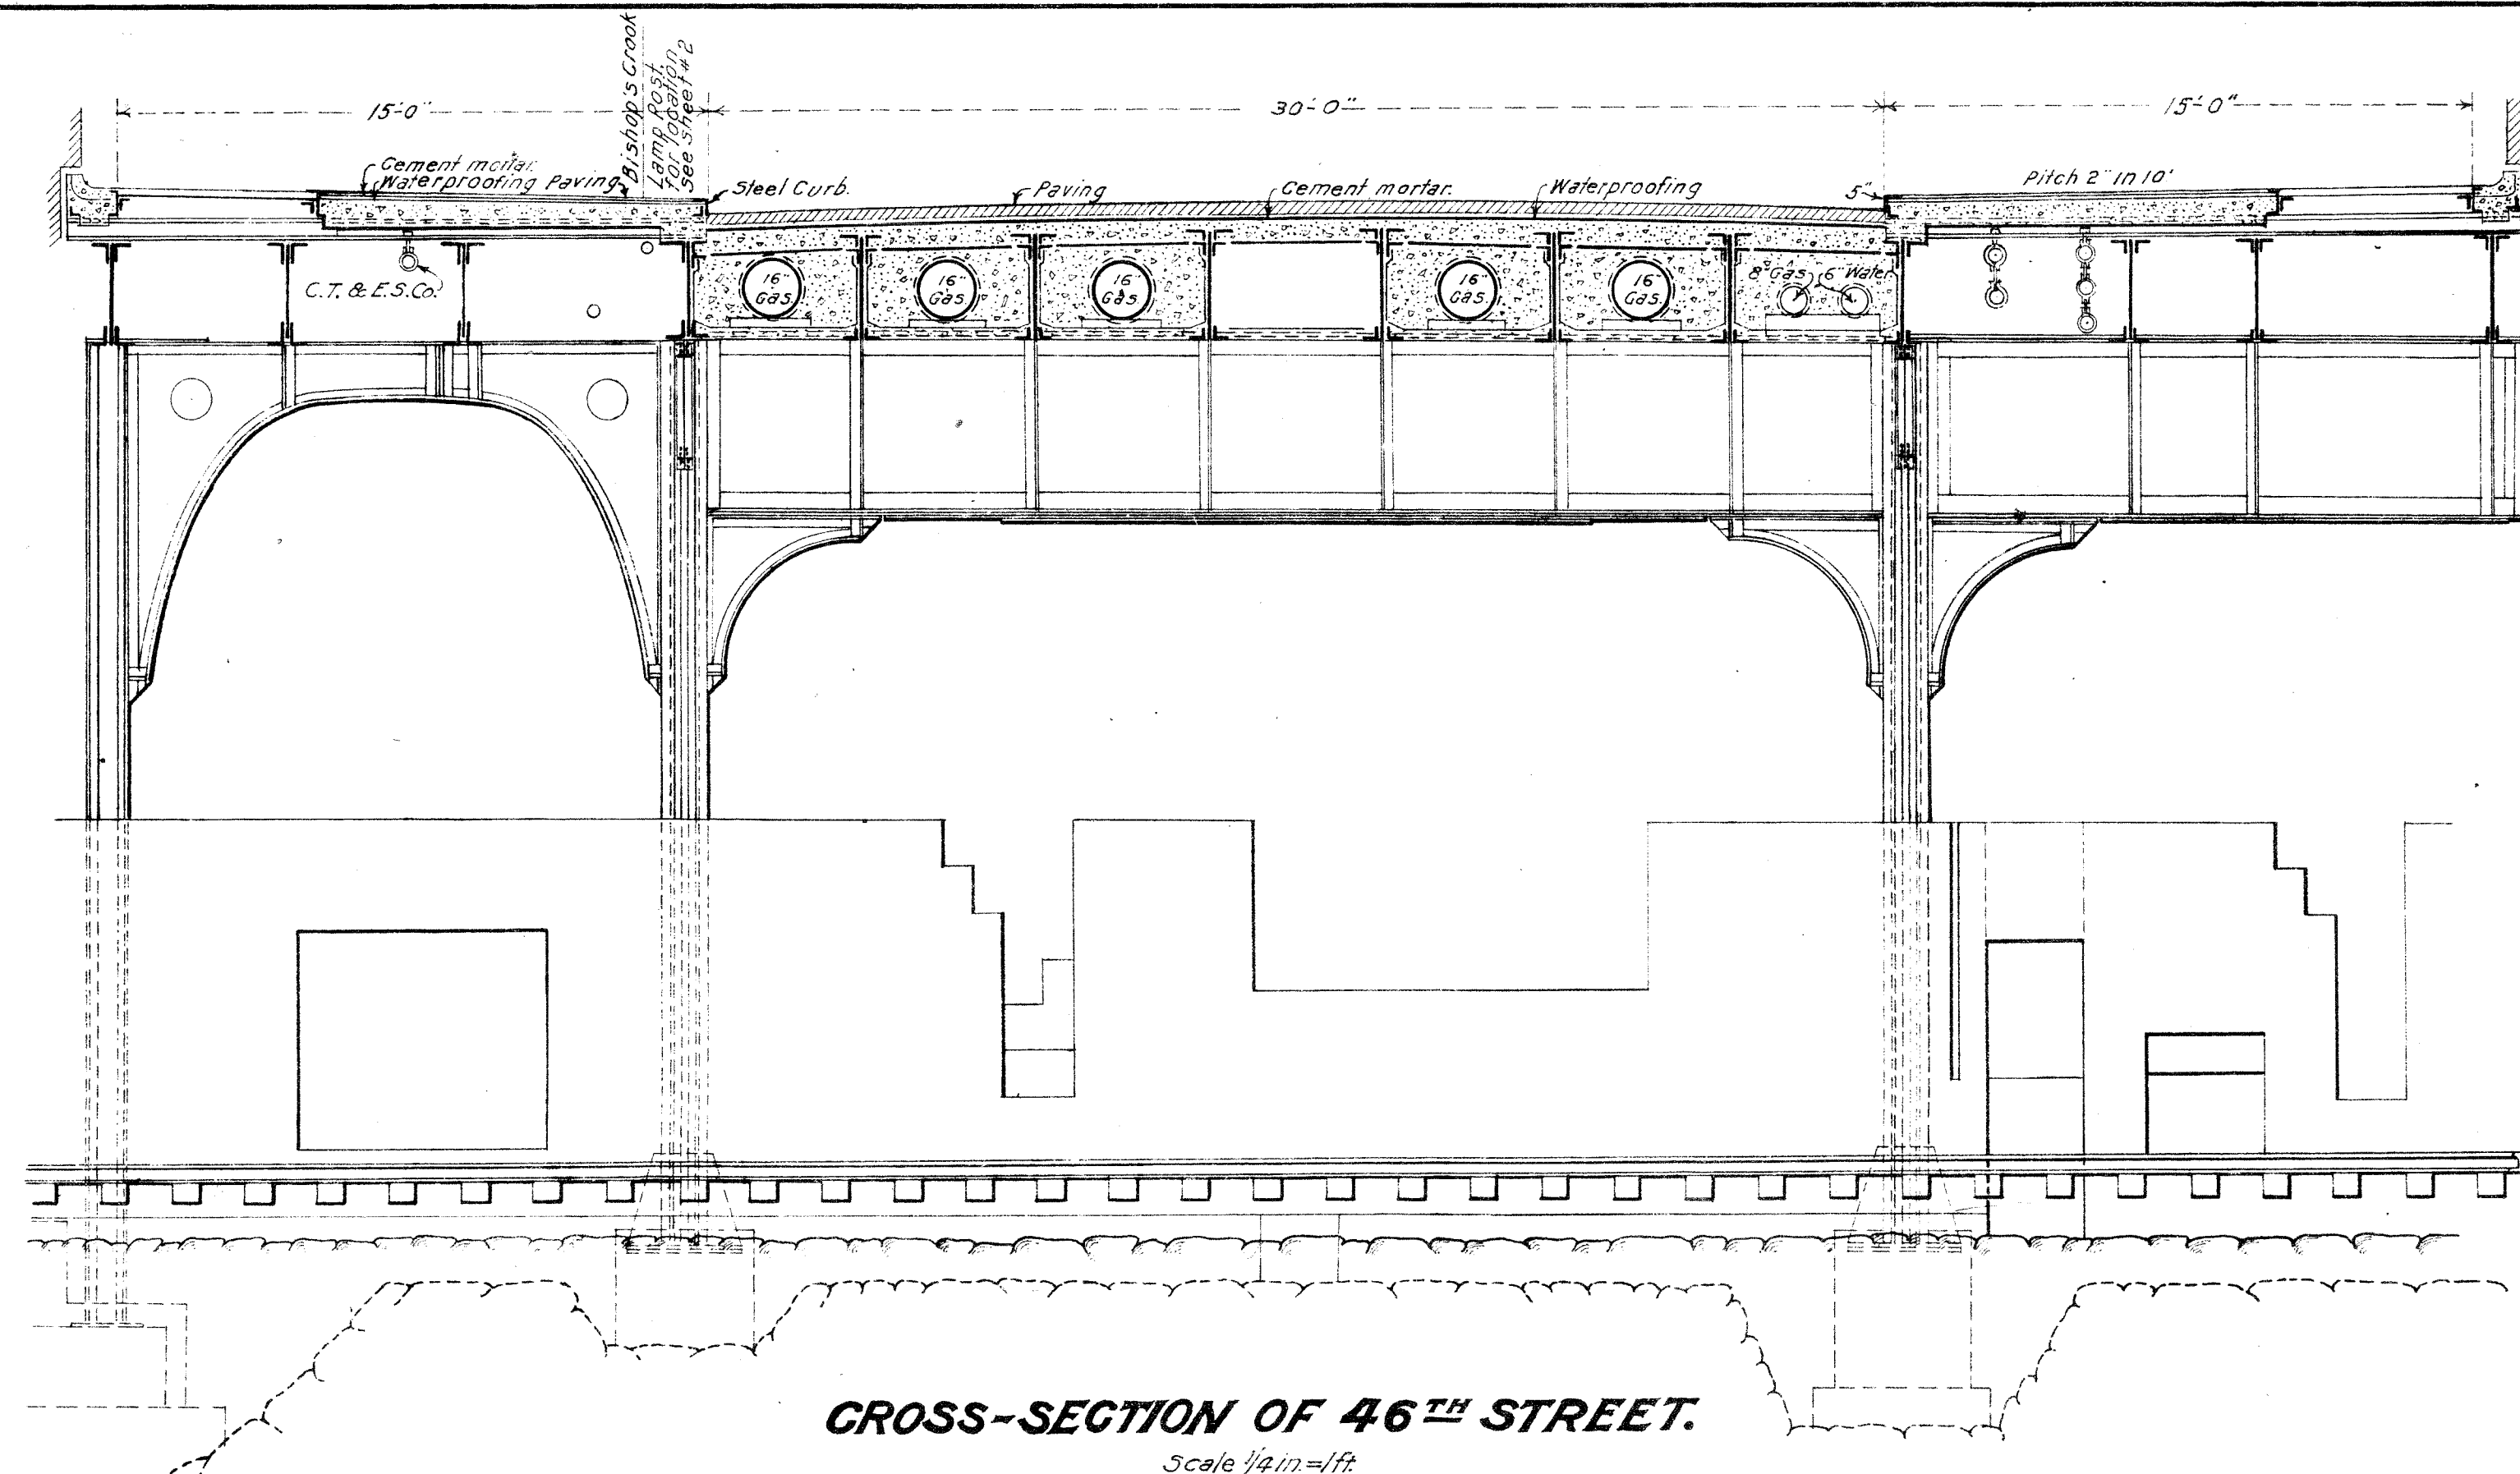 15'-0"
Bishop's Crook
Lamp Post.
for location
see sheet #2
30'-0"
15'-0"
Cement mortar.
Waterproofing Paving
Steel Curb.
Paving
Cement mortar.
Waterproofing
5"
Pitch 2" in 10'
C.T. & E.S.Co.
16"
Gas.
16"
Gas.
16"
Gas.
16"
Gas.
16"
Gas.
8" Gas
6" Water
CROSS-SECTION OF 46TH STREET.
Scale 1/4 in.=1ft.